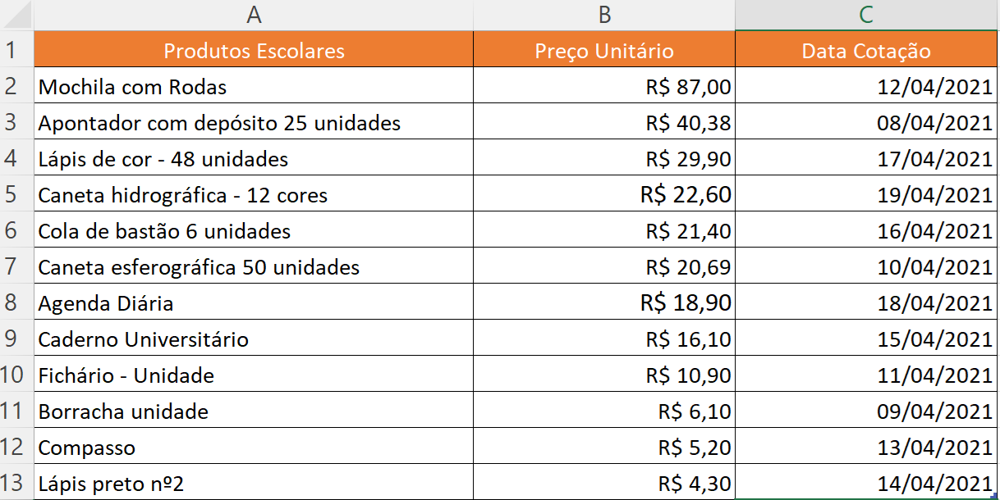 A B C
1 Produtos Escolares Preço Unitário Data Cotação
2 Mochila com Rodas R$ 87,00 12/04/2021
3 Apontador com depósito 25 unidades R$ 40,38 08/04/2021
4 Lápis de cor - 48 unidades R$ 29,90 17/04/2021
5 Caneta hidrográfica - 12 cores R$ 22,60 19/04/2021
6 Cola de bastão 6 unidades R$ 21,40 16/04/2021
7 Caneta esferográfica 50 unidades R$ 20,69 10/04/2021
8 Agenda Diária R$ 18,90 18/04/2021
9 Caderno Universitário R$ 16,10 15/04/2021
10 Fichário - Unidade R$ 10,90 11/04/2021
11 Borracha unidade R$ 6,10 09/04/2021
12 Compasso R$ 5,20 13/04/2021
13 Lápis preto nº2 R$ 4,30 14/04/2021